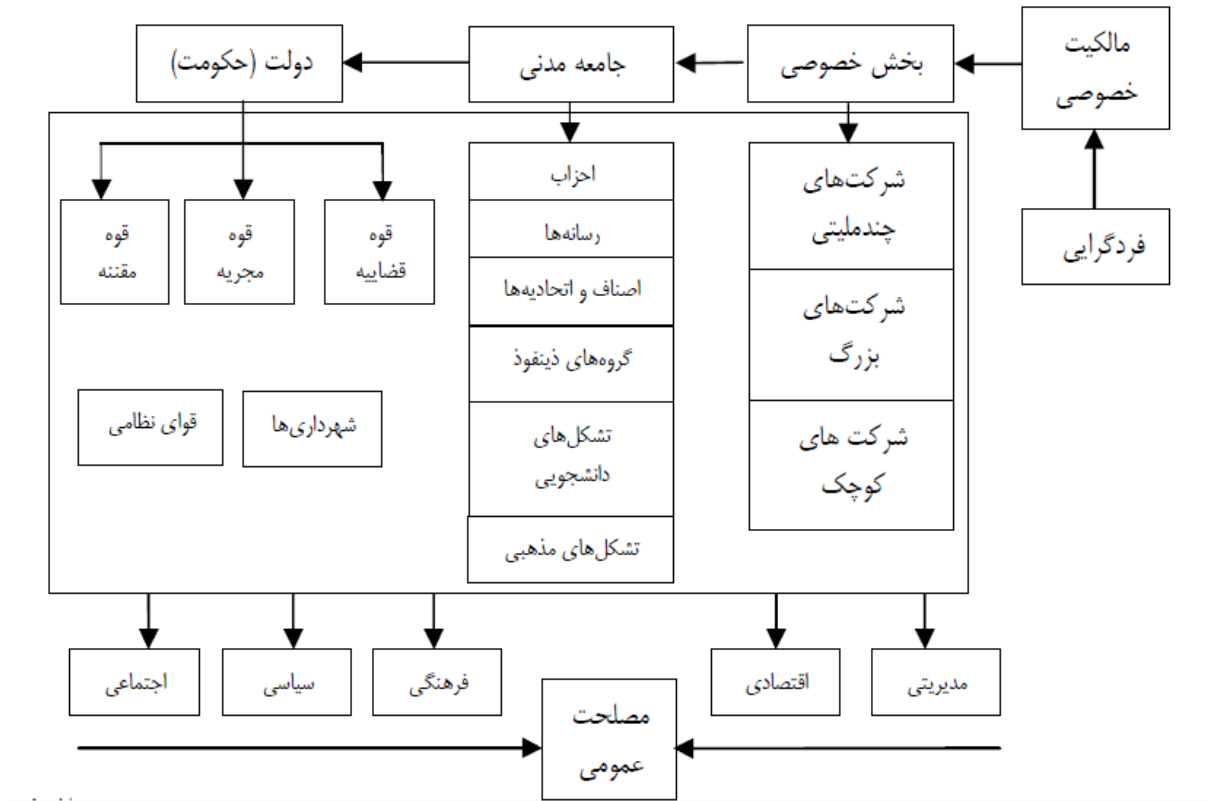 مالکیت
خصوصی
بخش خصوصی
جامعه مدنی
دولت (حکومت)
فردگرایی
شرکت‌های
چندملیتی
شرکت‌های
بزرگ
شرکت های
کوچک
احزاب
رسانه‌ها
اصناف و اتحادیه‌ها
گروه‌های ذینفوذ
تشکل‌های
دانشجویی
تشکل‌های مذهبی
قوه
قضاییه
قوه
مجریه
قوه
مقننه
شهرداری‌ها
قوای نظامی
مدیریتی
اقتصادی
فرهنگی
سیاسی
اجتماعی
مصلحت
عمومی